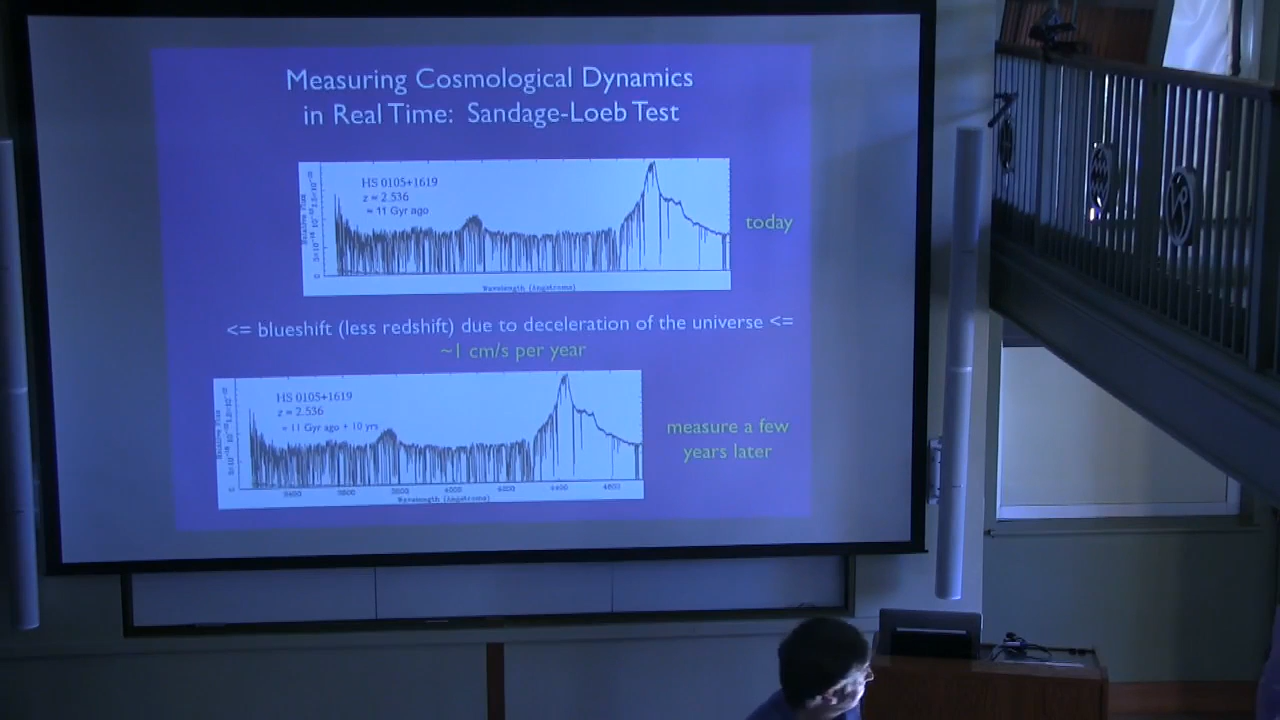 Measuring Cosmological Dynamics
in Real Time: Sandage-Loeb Test
HS 0105+1619
z = 2.536
≈ 11 Gyr ago
Wavelength (Angstroms)
today
<= blueshift (less redshift) due to deceleration of the universe <=
~1 cm/s per year
HS 0105+1619
z = 2.536
≈ 11 Gyr ago + 10 yrs
measure a few
years later
4000
4400
Wavelength (Angstroms)